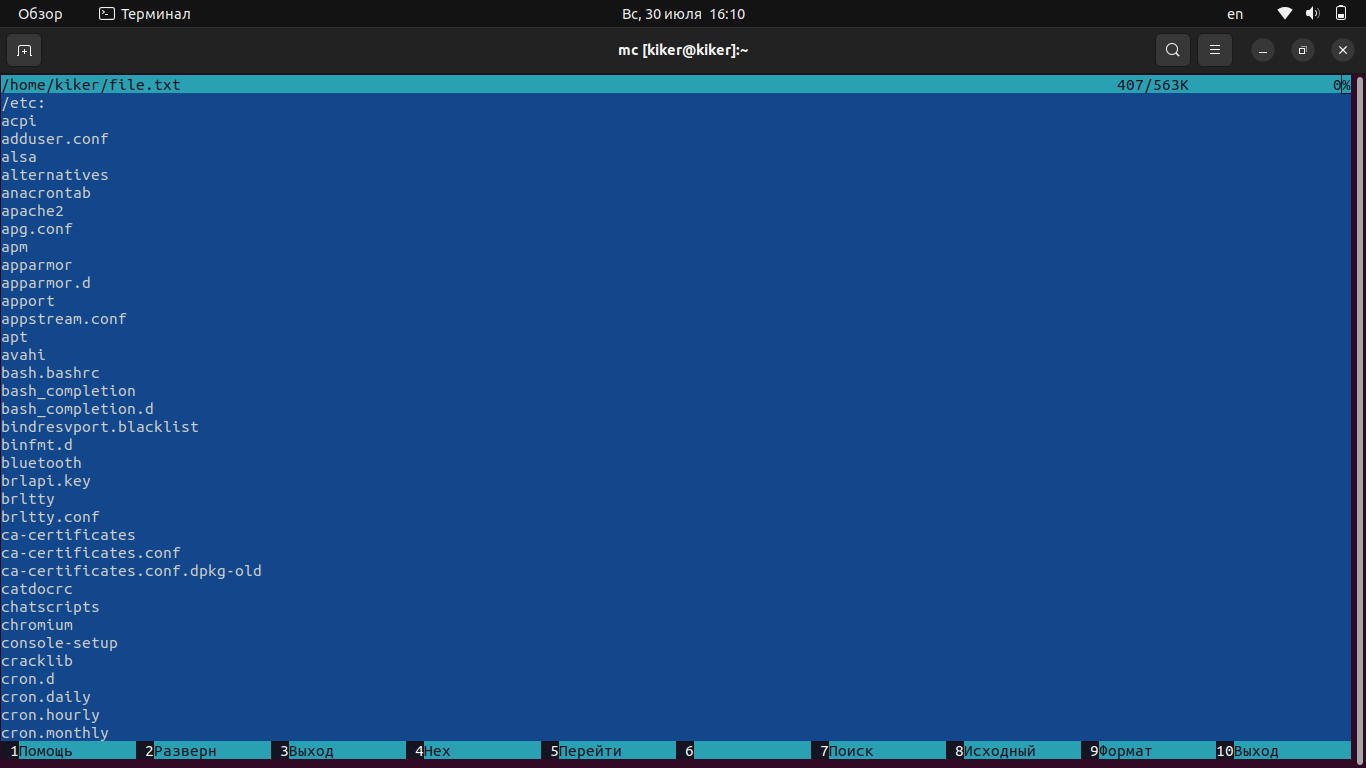 Обзор Терминал Вс, 30 июля 16:10 en
mc [kiker@kiker]:~
/home/kiker/file.txt 407/563K 0%
/etc:
acpi
adduser.conf
alsa
alternatives
anacrontab
apache2
apg.conf
apm
apparmor
apparmor.d
apport
appstream.conf
apt
avahi
bash.bashrc
bash_completion
bash_completion.d
bindresvport.blacklist
binfmt.d
bluetooth
brlapi.key
brltty
brltty.conf
ca-certificates
ca-certificates.conf
ca-certificates.conf.dpkg-old
catdocrc
chatscripts
chromium
console-setup
cracklib
cron.d
cron.daily
cron.hourly
cron.monthly
1Помощь 2Разверн 3Выход 4Hex 5Перейти 6 7Поиск 8Исходный 9Формат 10Выход